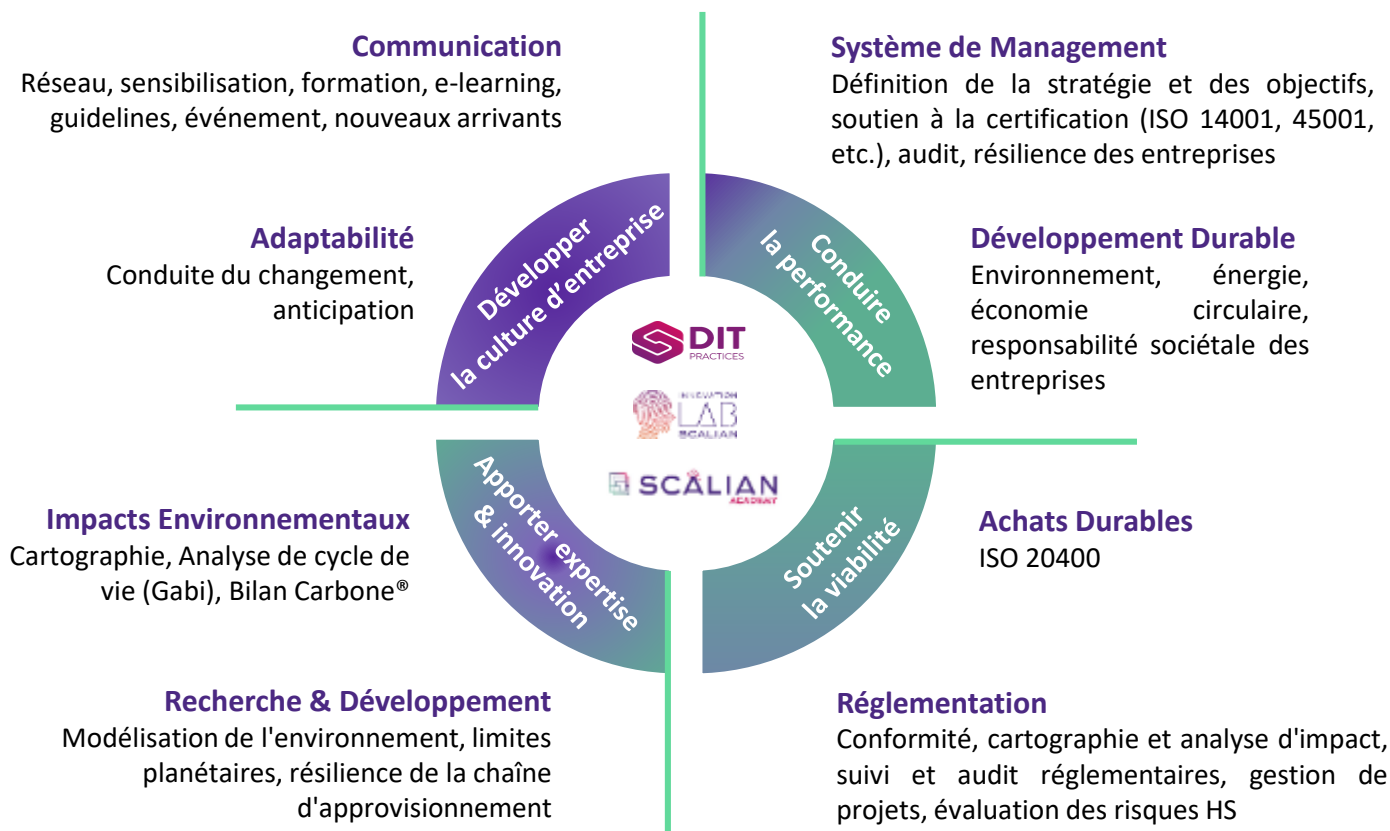 Communication
Réseau, sensibilisation, formation, e-learning,
guidelines, événement, nouveaux arrivants
Système de Management
Définition de la stratégie et des objectifs,
soutien à la certification (ISO 14001, 45001,
etc.), audit, résilience des entreprises
Adaptabilité
Conduite du changement,
anticipation
Développer
la culture d'entreprise
Conduire
la performance
Développement Durable
Environnement, énergie,
économie circulaire,
responsabilité sociétale des
entreprises
DIT
PRACTICES
INNOVATION
LAB
SCALIAN
SCALIAN
ACADEMY
Impacts Environnementaux
Cartographie, Analyse de cycle de
vie (Gabi), Bilan Carbone®
Apporter expertise
& innovation
Soutenir
la viabilité
Achats Durables
ISO 20400
Recherche & Développement
Modélisation de l'environnement, limites
planétaires, résilience de la chaîne
d'approvisionnement
Réglementation
Conformité, cartographie et analyse d'impact,
suivi et audit réglementaires, gestion de
projets, évaluation des risques HS